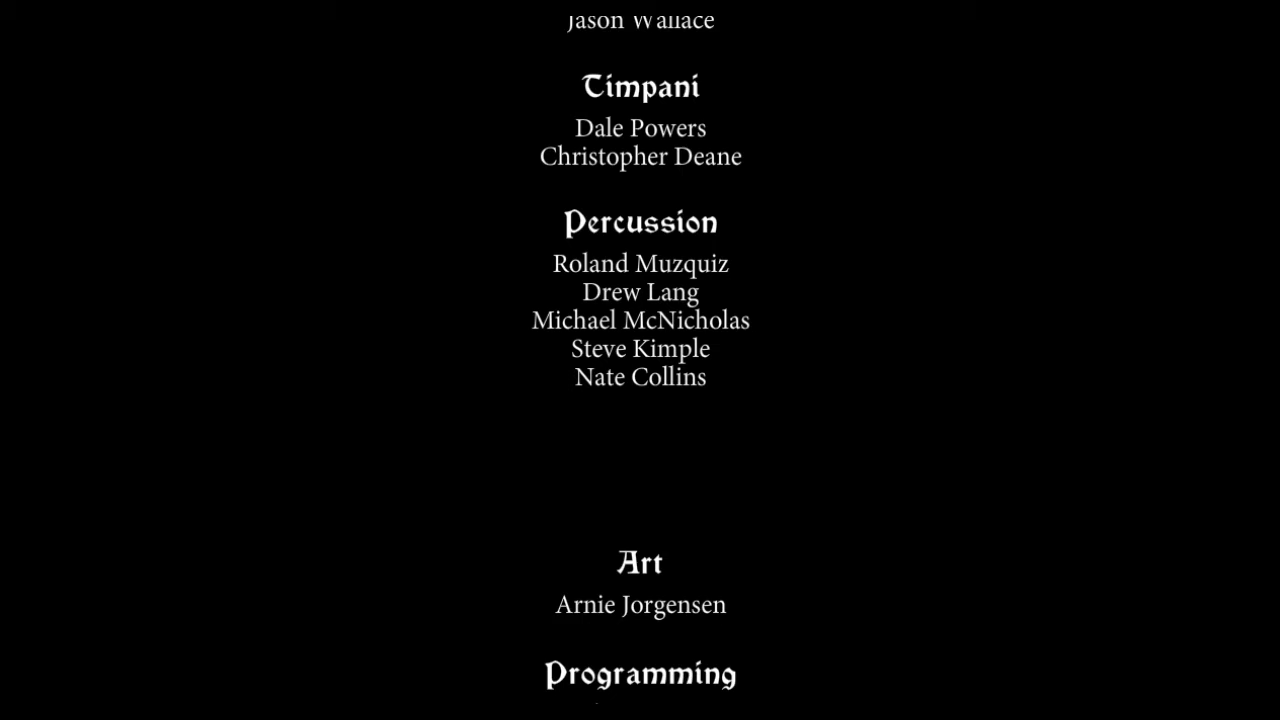 Jason Wallace
Timpani
Dale Powers
Christopher Deane
Percussion
Roland Muzquiz
Drew Lang
Michael McNicholas
Steve Kimple
Nate Collins
Art
Arnie Jorgensen
Programming